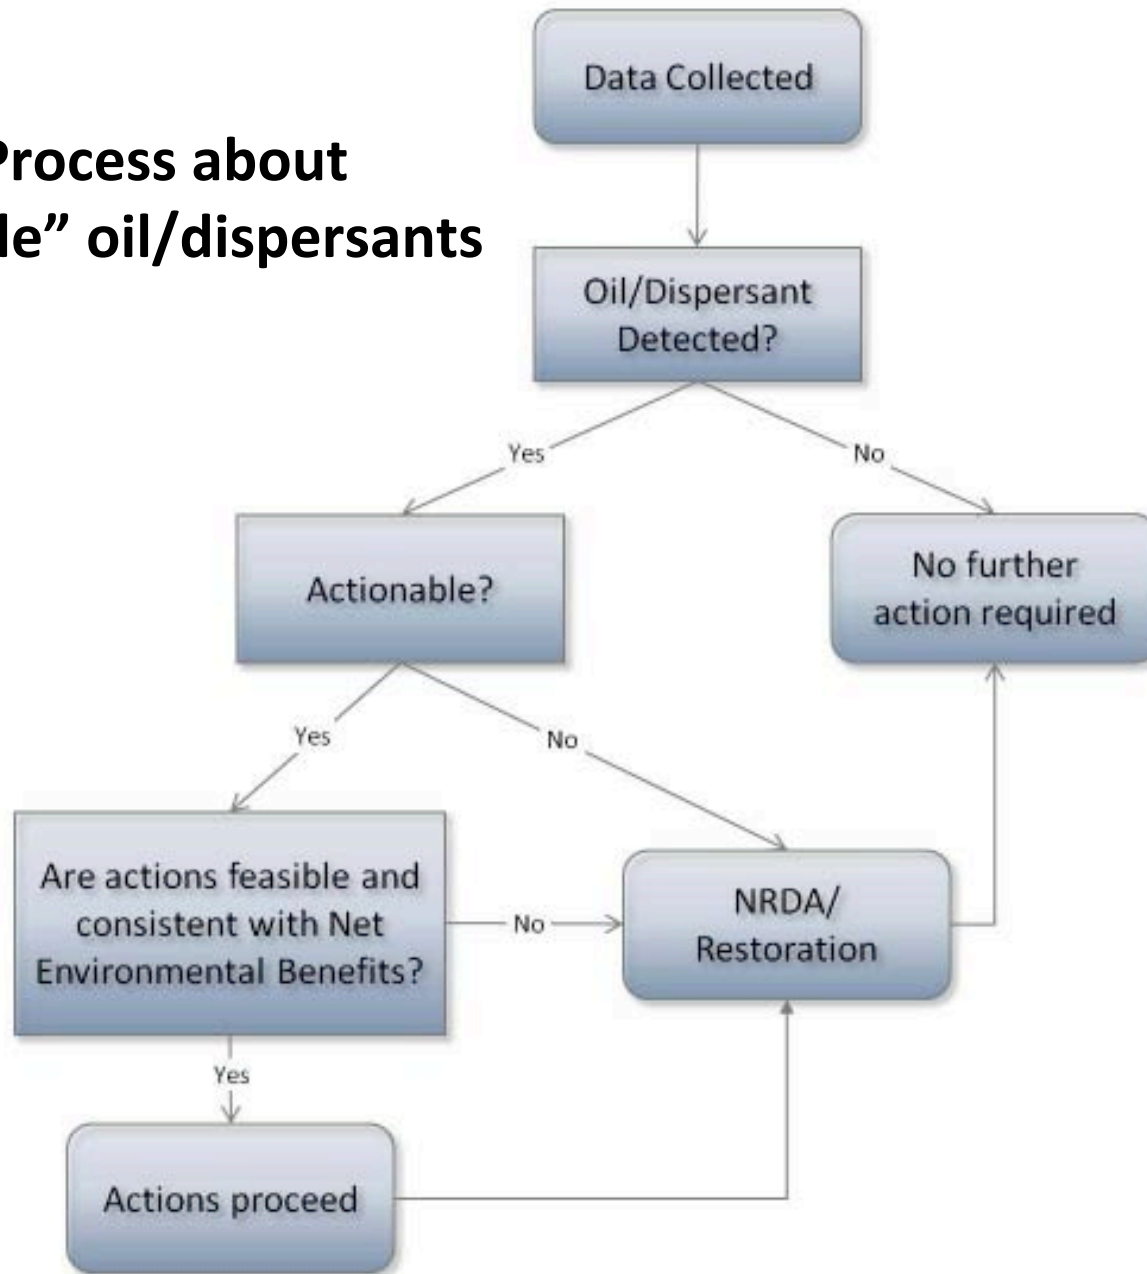 Data Collected
Process about
le” oil/dispersants
Oil/Dispersant
Detected?
Yes
No
Actionable?
No further
action required
Yes
No
Are actions feasible and
consistent with Net
Environmental Benefits?
No
NRDA/
Restoration
Yes
Actions proceed